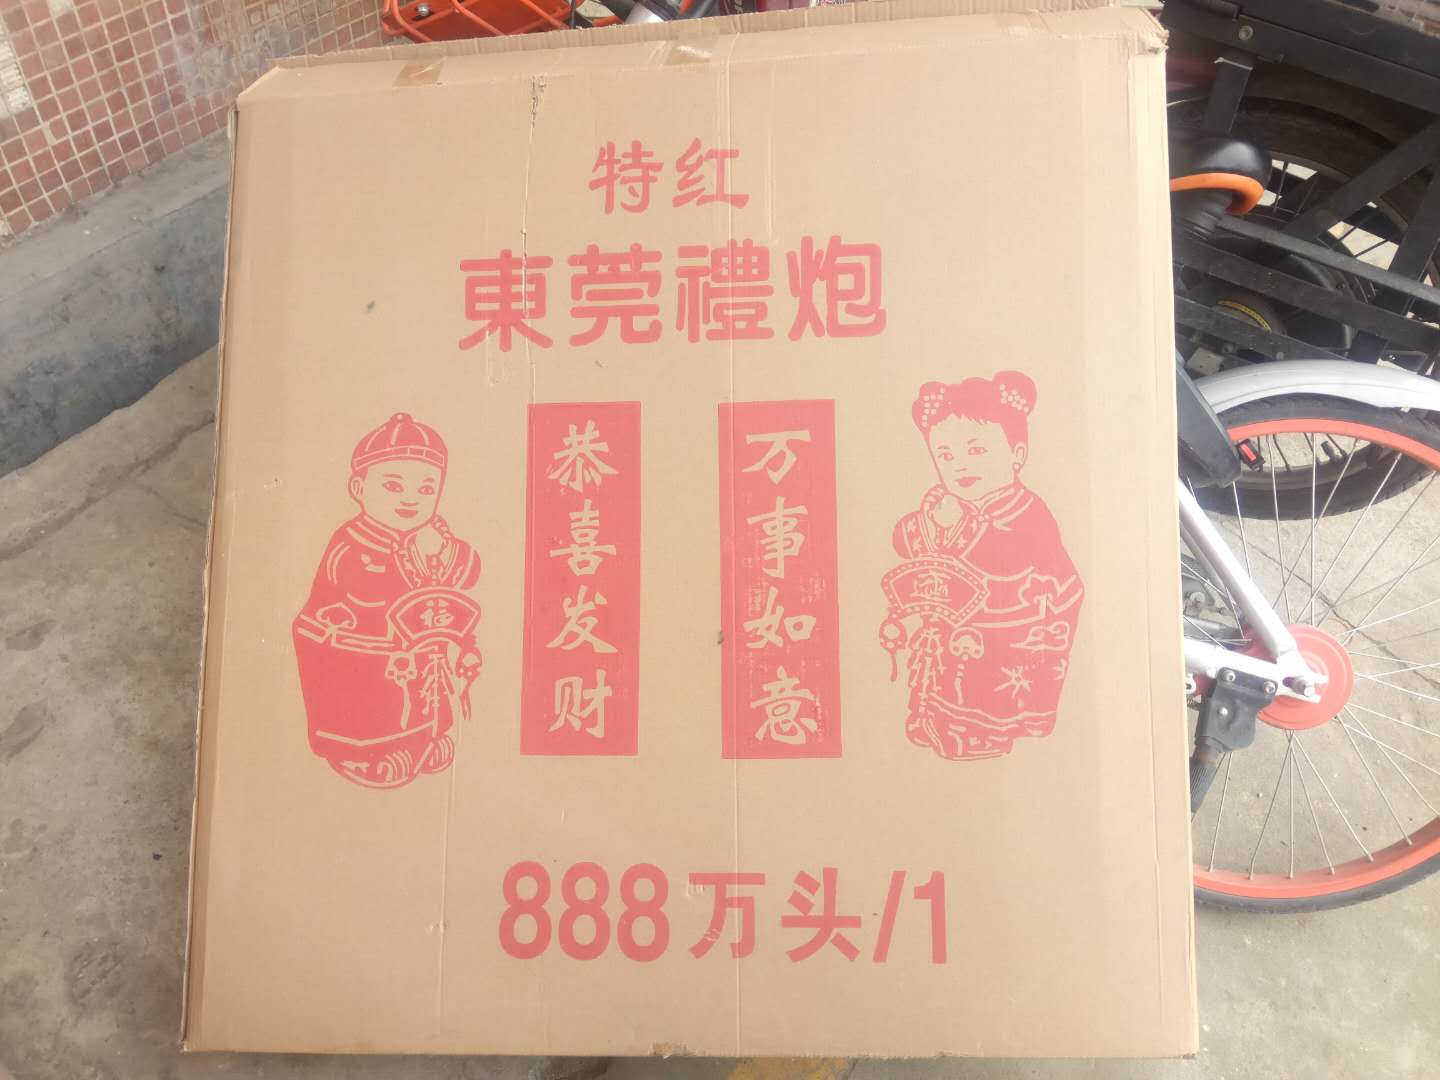 特红
東莞禮炮
恭喜发财
万事如意
福
888万头/1